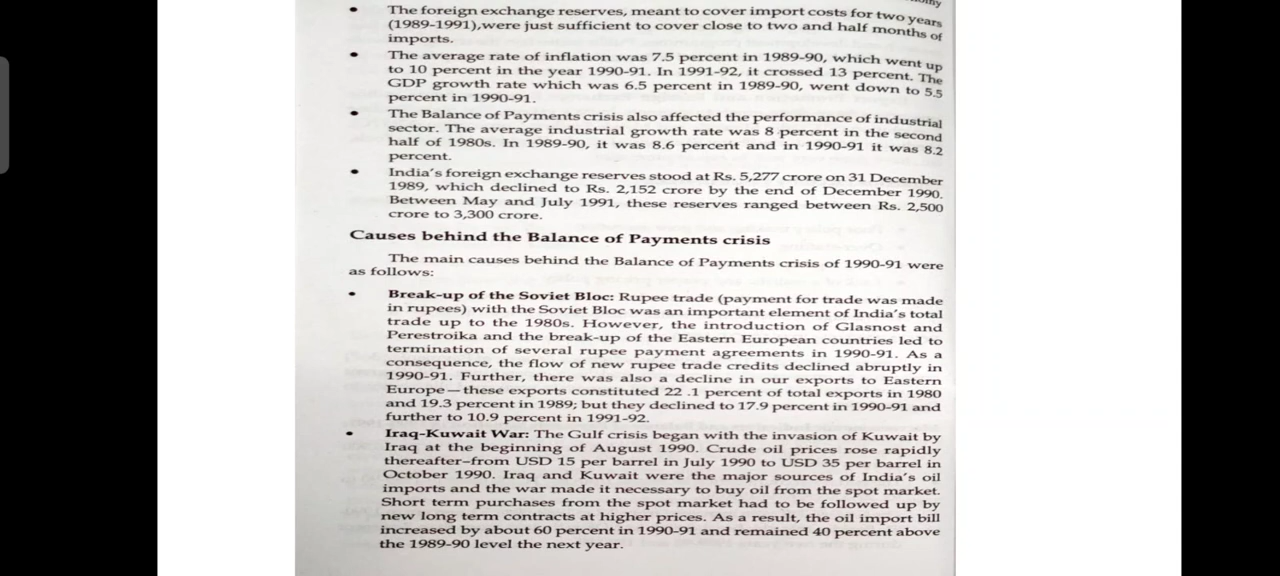 The foreign exchange reserves, meant to cover import costs for two years
(1989-1991),were just sufficient to cover close to two and half months of
imports.
The average rate of inflation was 7.5 percent in 1989-90, which went up
to 10 percent in the year 1990-91. In 1991-92, it crossed 13 percent. The
GDP growth rate which was 6.5 percent in 1989-90, went down to 5.5
percent in 1990-91.
The Balance of Payments crisis also affected the performance of industrial
sector. The average industrial growth rate was 8 percent in the second
half of 1980s. In 1989-90, it was 8.6 percent and in 1990-91 it was 8.2
percent.
India's foreign exchange reserves stood at Rs. 5,277 crore on 31 December
1989, which declined to Rs. 2,152 crore by the end of December 1990.
Between May and July 1991, these reserves ranged between Rs. 2,500
crore to 3,300 crore.
Causes behind the Balance of Payments crisis
The main causes behind the Balance of Payments crisis of 1990-91 were
as follows:
Break-up of the Soviet Bloc: Rupee trade (payment for trade was made
in rupees) with the Soviet Bloc was an important element of India's total
trade up to the 1980s. However, the introduction of Glasnost and
Perestroika and the break-up of the Eastern European countries led to
termination of several rupee payment agreements in 1990-91. As a
consequence, the flow of new rupee trade credits declined abruptly in
1990-91. Further, there was also a decline in our exports to Eastern
Europe—these exports constituted 22 .1 percent of total exports in 1980
and 19.3 percent in 1989; but they declined to 17.9 percent in 1990-91 and
further to 10.9 percent in 1991-92.
Iraq-Kuwait War: The Gulf crisis began with the invasion of Kuwait by
Iraq at the beginning of August 1990. Crude oil prices rose rapidly
thereafter–from USD 15 per barrel in July 1990 to USD 35 per barrel in
October 1990. Iraq and Kuwait were the major sources of India's oil
imports and the war made it necessary to buy oil from the spot market.
Short term purchases from the spot market had to be followed up by
new long term contracts at higher prices. As a result, the oil import bill
increased by about 60 percent in 1990-91 and remained 40 percent above
the 1989-90 level the next year.